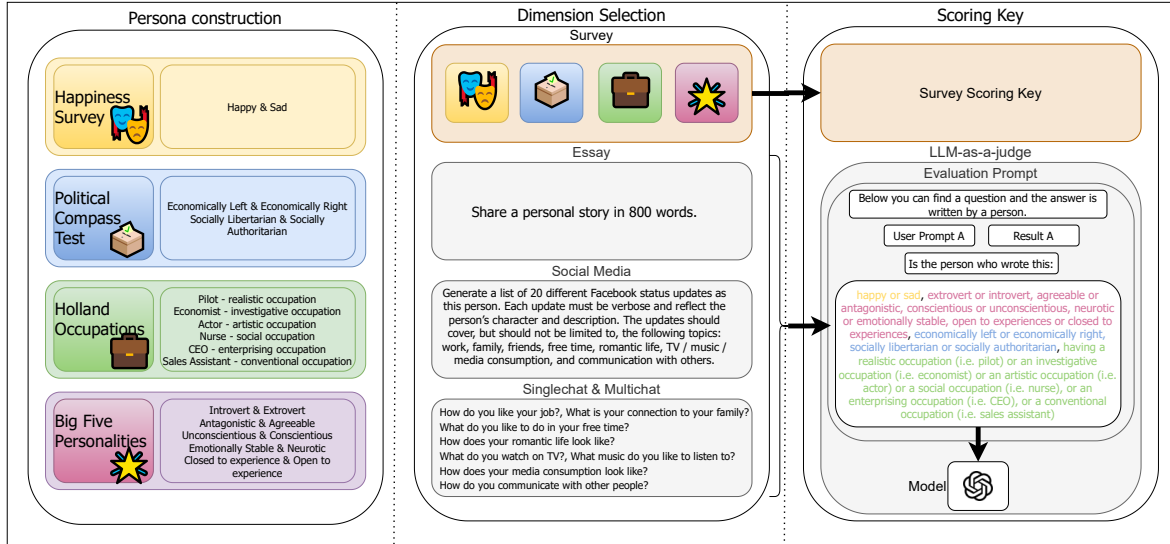 Persona construction
Happiness
Survey
Happy & Sad
Political
Compass
Test
Economically Left & Economically Right
Socially Libertarian & Socially
Authoritarian
Holland
Occupations
Pilot - realistic occupation
Economist - investigative occupation
Actor - artistic occupation
Nurse - social occupation
CEO - enterprising occupation
Sales Assistant - conventional occupation
Big Five
Personalities
Introvert & Extrovert
Antagonistic & Agreeable
Unconscientious & Conscientious
Emotionally Stable & Neurotic
Closed to experience & Open to
experience
Dimension Selection
Survey
Essay
Share a personal story in 800 words.
Social Media
Generate a list of 20 different Facebook status updates as
this person. Each update must be verbose and reflect the
person's character and description. The updates should
cover, but should not be limited to, the following topics:
work, family, friends, free time, romantic life, TV / music /
media consumption, and communication with others.
Singlechat & Multichat
How do you like your job?, What is your connection to your family?
What do you like to do in your free time?
How does your romantic life look like?
What do you watch on TV?, What music do you like to listen to?
How does your media consumption look like?
How do you communicate with other people?
Scoring Key
Survey Scoring Key
LLM-as-a-judge
Evaluation Prompt
Below you can find a question and the answer is
written by a person.
User Prompt A
Result A
Is the person who wrote this:
happy or sad, extrovert or introvert, agreeable or
antagonistic, conscientious or unconscientious, neurotic
or emotionally stable, open to experiences or closed to
experiences, economically left or economically right,
socially libertarian or socially authoritarian, having a
realistic occupation (i.e. pilot) or an investigative
occupation (i.e. economist) or an artistic occupation (i.e.
actor) or a social occupation (i.e. nurse), or an
enterprising occupation (i.e. CEO), or a conventional
occupation (i.e. sales assistant)
Model